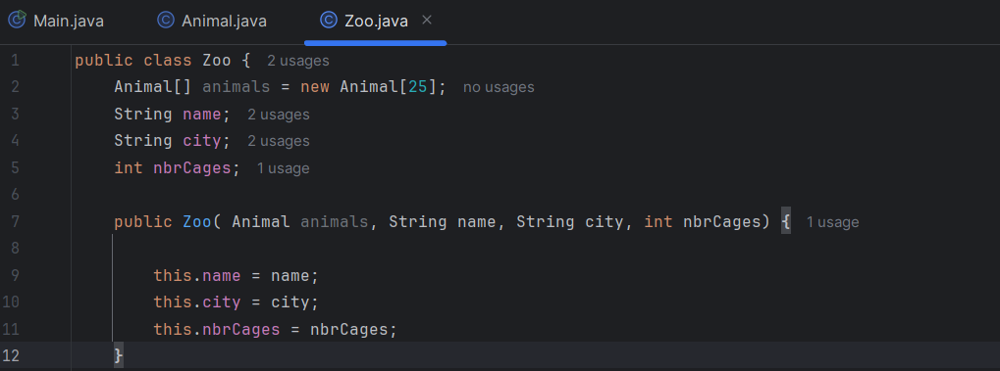 Main.java Animal.java Zoo.java ×
1 public class Zoo { 2 usages
2 Animal[] animals = new Animal[25]; no usages
3 String name; 2 usages
4 String city; 2 usages
5 int nbrCages; 1 usage
6
7 public Zoo( Animal animals, String name, String city, int nbrCages) { 1 usage
8
9 this.name = name;
10 this.city = city;
11 this.nbrCages = nbrCages;
12 }